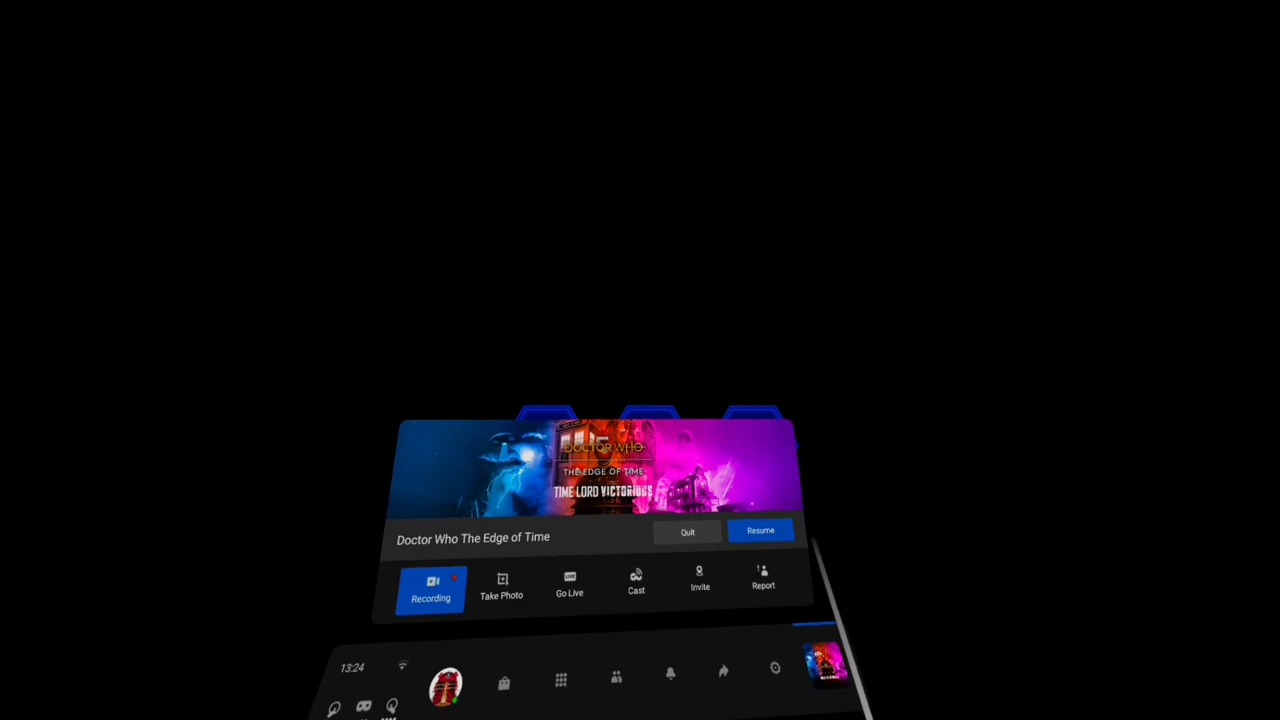 DOCTOR WHO
THE EDGE OF TIME
TIME LORD VICTORIOUS
Doctor Who The Edge of Time
Quit
Resume
Recording
Take Photo
LIVE
Go Live
Cast
Invite
Report
13:24